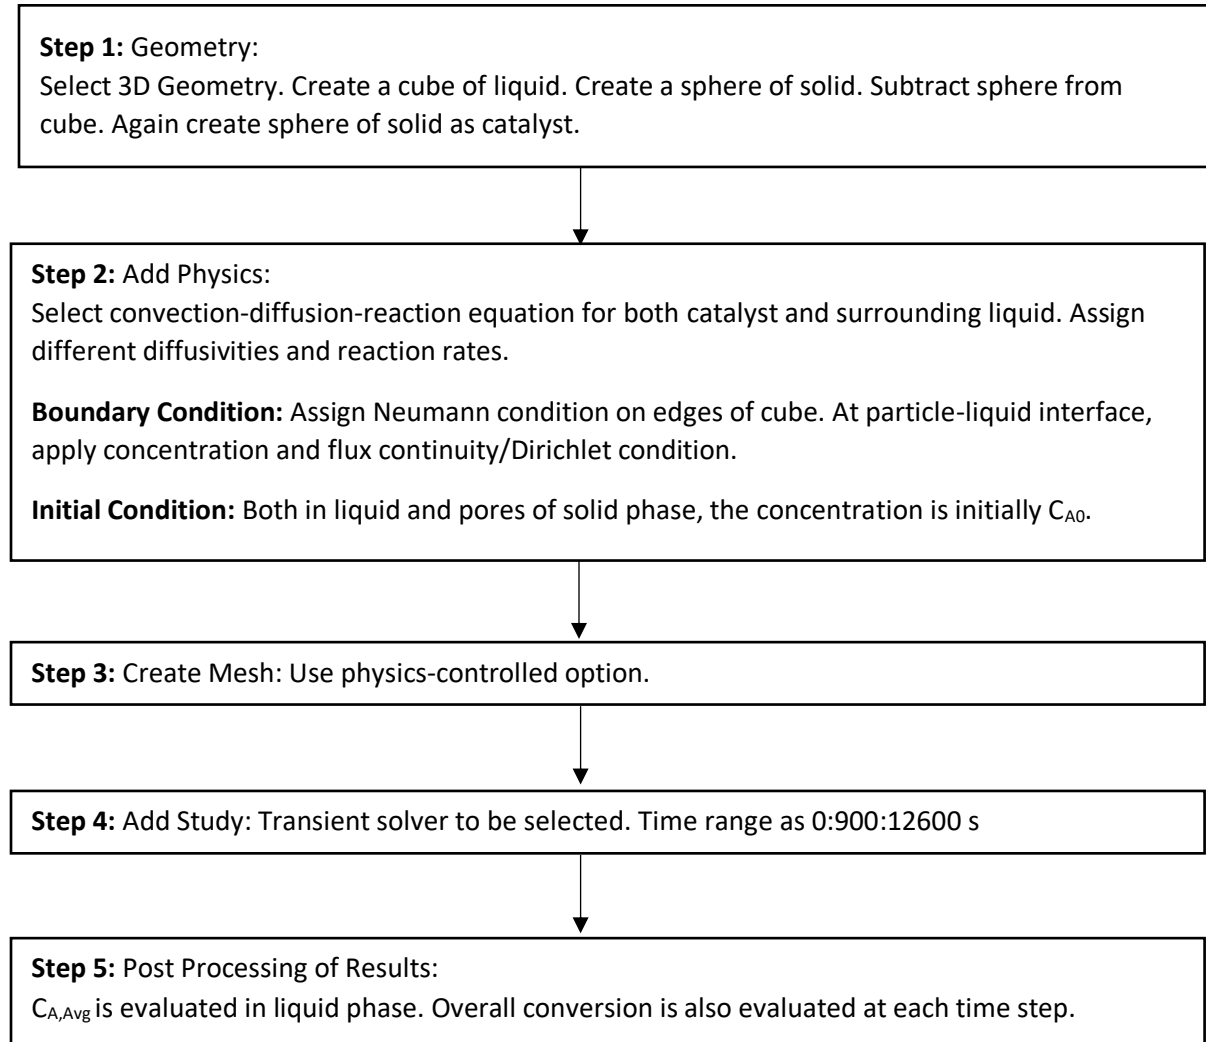 Step 1: Geometry:
Select 3D Geometry. Create a cube of liquid. Create a sphere of solid. Subtract sphere from
cube. Again create sphere of solid as catalyst.
Step 2: Add Physics:
Select convection-diffusion-reaction equation for both catalyst and surrounding liquid. Assign
different diffusivities and reaction rates.
Boundary Condition: Assign Neumann condition on edges of cube. At particle-liquid interface,
apply concentration and flux continuity/Dirichlet condition.
Initial Condition: Both in liquid and pores of solid phase, the concentration is initially CA0.
Step 3: Create Mesh: Use physics-controlled option.
Step 4: Add Study: Transient solver to be selected. Time range as 0:900:12600 s
Step 5: Post Processing of Results:
CA,Avg is evaluated in liquid phase. Overall conversion is also evaluated at each time step.